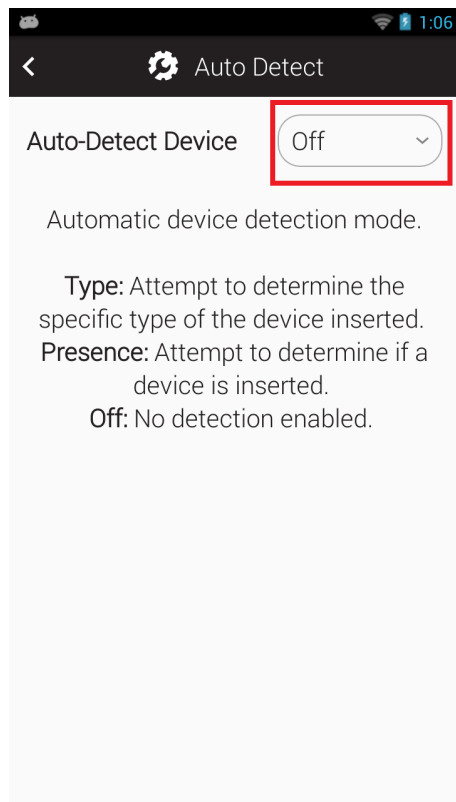 1:06
Auto Detect
Auto-Detect Device Off
Automatic device detection mode.
Type: Attempt to determine the
specific type of the device inserted.
Presence: Attempt to determine if a
device is inserted.
Off: No detection enabled.